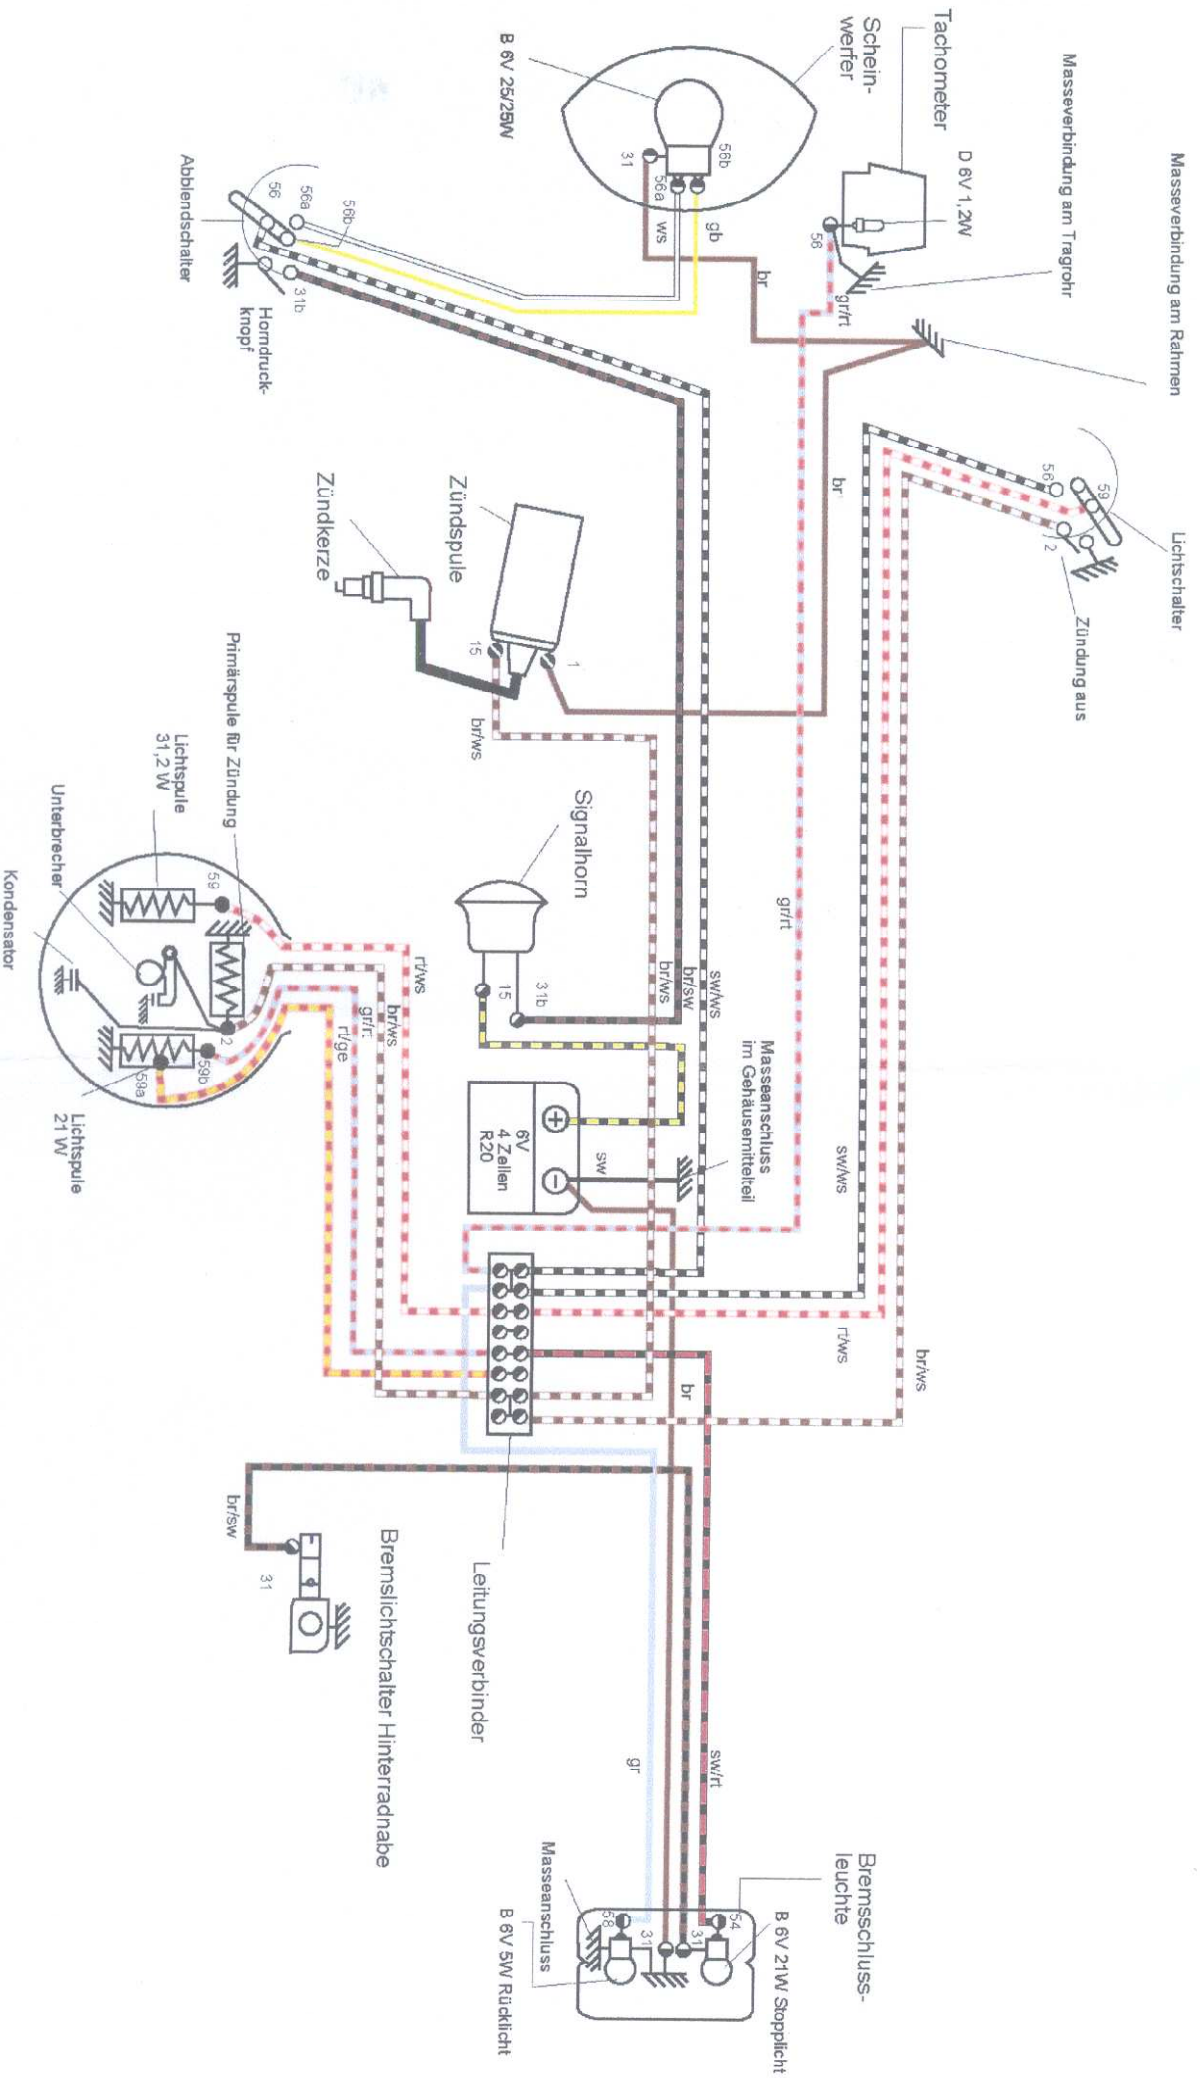 Masseverbindung am Rahmen
Masseverbindung am Tragrohr
Tachometer
D 6V 1,2W
Schein-
werfer
B 6V 25/25W
56b
56a
31
56
gb
ws
br
gr/rt
Abblendschalter
56
56a
56b
31b
Horndruck-
knopf
Lichtschalter
59
56
2
Zündung aus
br
Zündspule
Zündkerze
15
1
br/ws
Signalhorn
15
31b
gr/rt
sw/ws
br/sw
br/ws
Primärspule für Zündung
Lichtspule
31,2 W
Unterbrecher
Kondensator
59
2
59b
59a
Lichtspule
21 W
rt/ws
br/ws
gr/rt
rt/ge
Masseanschluss
im Gehäusemittelteil
6V
4 Zellen
R20
+
−
sw
sw/ws
rt/ws
br/ws
br
Leitungsverbinder
Bremslichtschalter Hinterradnabe
31
br/sw
gr
sw/rt
Bremsschluss-
leuchte
B 6V 21W Stopplicht
54
31
31
58
Masseanschluss
B 6V 5W Rücklicht